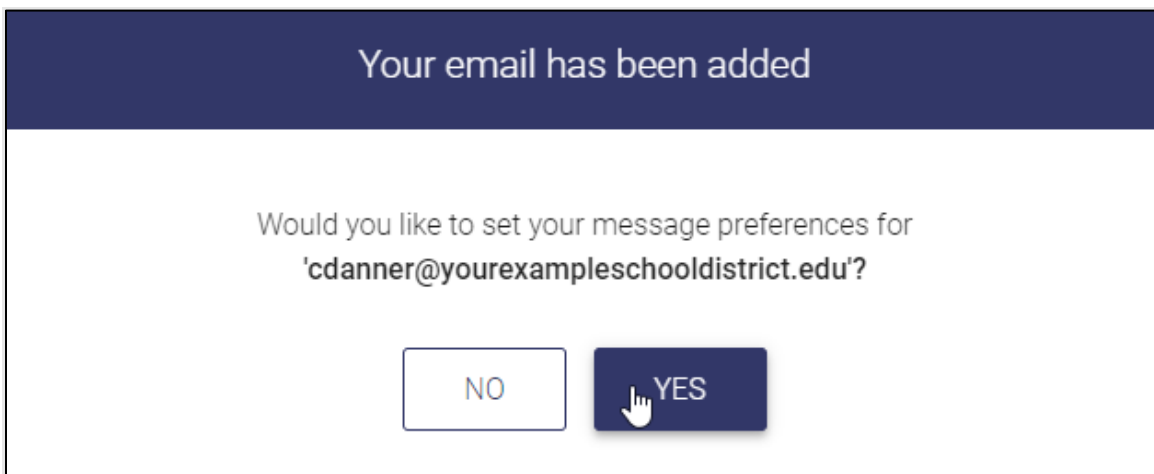 Your email has been added
Would you like to set your message preferences for
'cdanner@yourexampleschooldistrict.edu'?
NO
YES